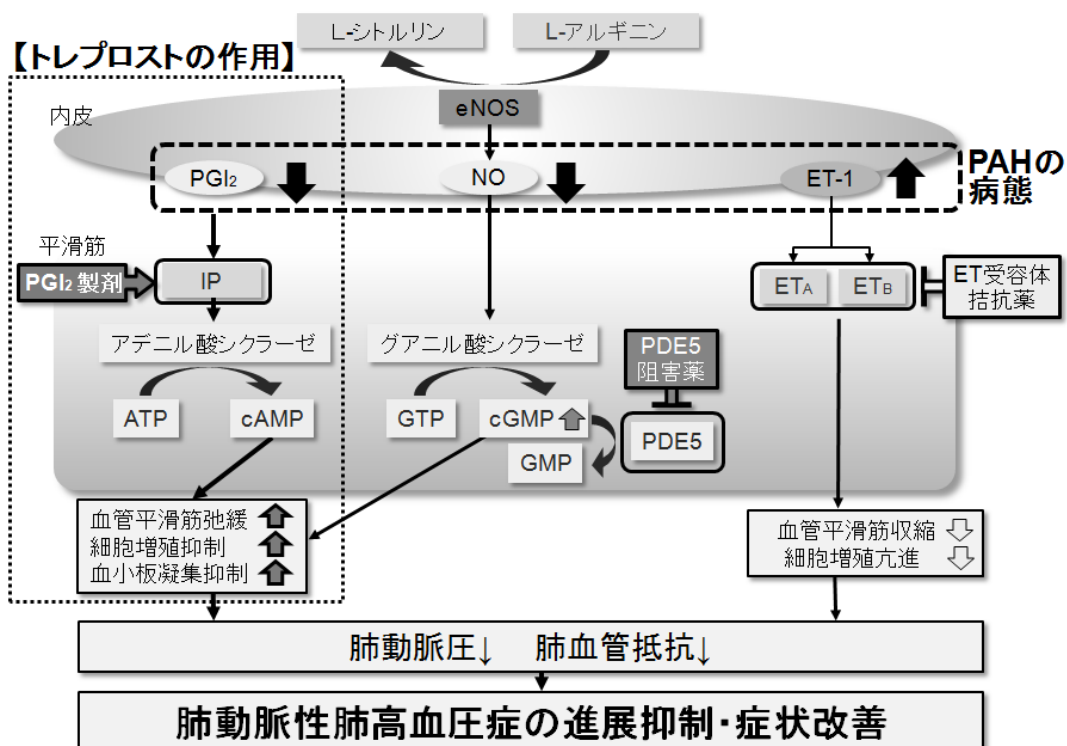 L-シトルリン
L-アルギニン
【トレプロストの作用】
内皮
eNOS
PGI₂
NO
ET-1
PAHの
病態
平滑筋
PGI₂ 製剤
IP
ETA
ETB
ET受容体
拮抗薬
アデニル酸シクラーゼ
グアニル酸シクラーゼ
PDE5
阻害薬
ATP
cAMP
GTP
cGMP
GMP
PDE5
血管平滑筋弛緩
細胞増殖抑制
血小板凝集抑制
血管平滑筋収縮
細胞増殖亢進
肺動脈圧↓ 肺血管抵抗↓
肺動脈性肺高血圧症の進展抑制・症状改善